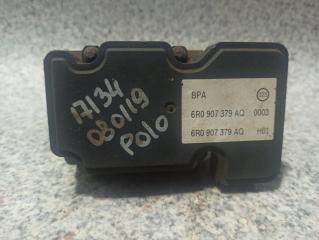 17134
080119
POLO
BPA
6R0 907 379 AQ 0003
6R0 907 379 AQ H01